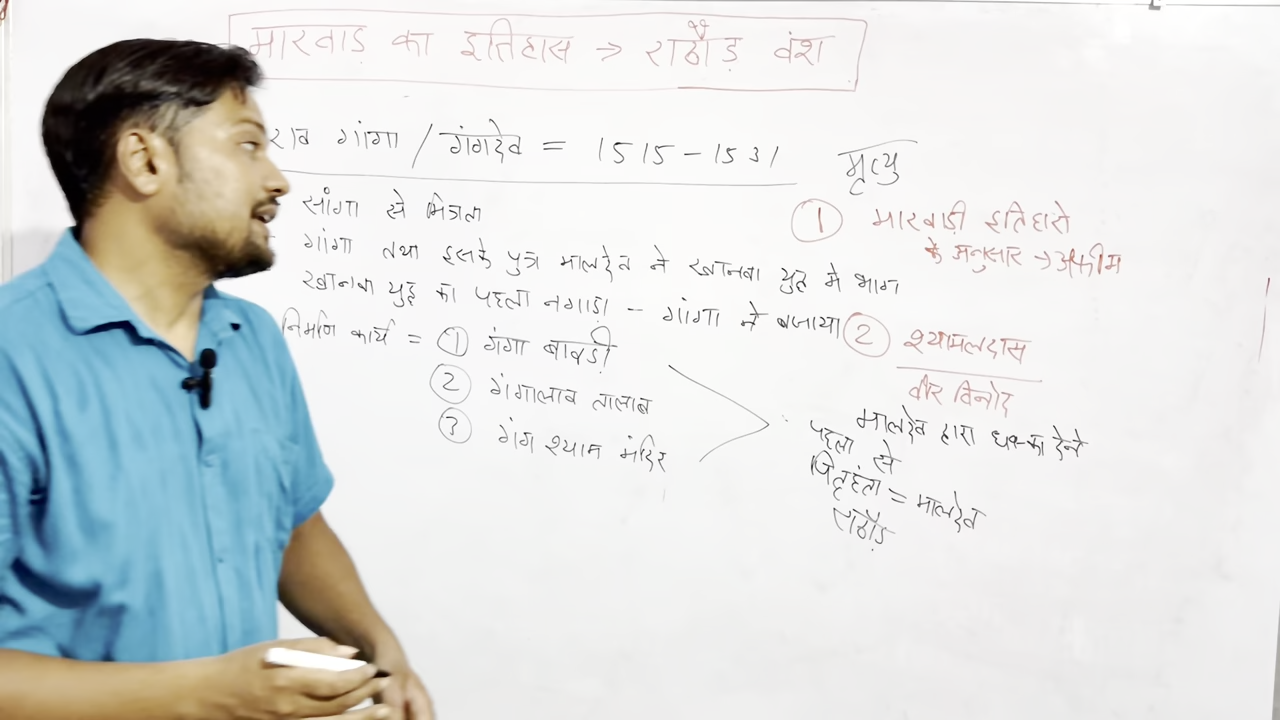 मारवाड़ का इतिहास → राठौड़ वंश
राव गांगा / गंगदेव = 1515-1531
सांगा से मित्रता
गांगा तथा इसके पुत्र मालदेव ने खानवा युद्ध मे भाग
खानवा युद्ध का पहला नगाड़ा - गांगा ने बजाया
निर्माण कार्य = ① गंगा बावड़ी
② गंगालाव तालाब
③ गंग श्याम मंदिर
मृत्यु
① मारवाड़ी इतिहासे
के अनुसार → अफीम
② श्यामलदास
वीर विनोद
मालदेव द्वारा धक्का देने
से
पहला
पितृहंता = मालदेव
राठौड़